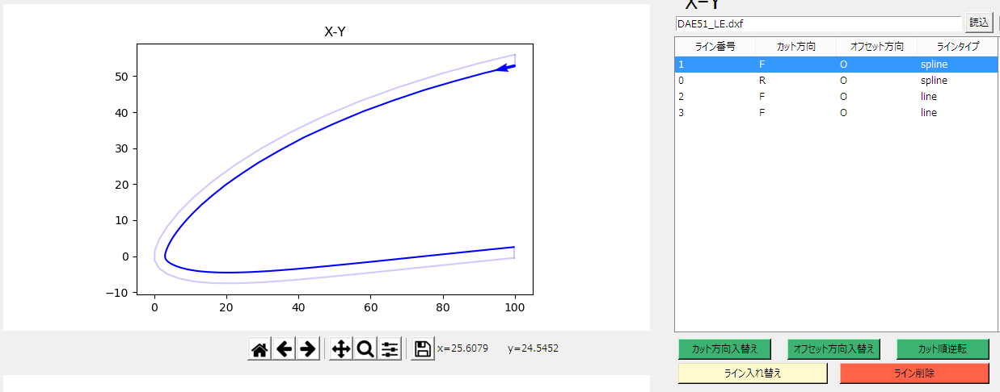 X-Y
DAE51_LE.dxf 読込
ライン番号 カット方向 オフセット方向 ラインタイプ
1 F O spline
0 R O spline
2 F O line
3 F O line
カット方向入替え オフセット方向入替え カット順逆転
ライン入れ替え ライン削除
X-Y
50
40
30
20
10
0
−10
0 20 40 60 80 100
x=25.6079 y=24.5452